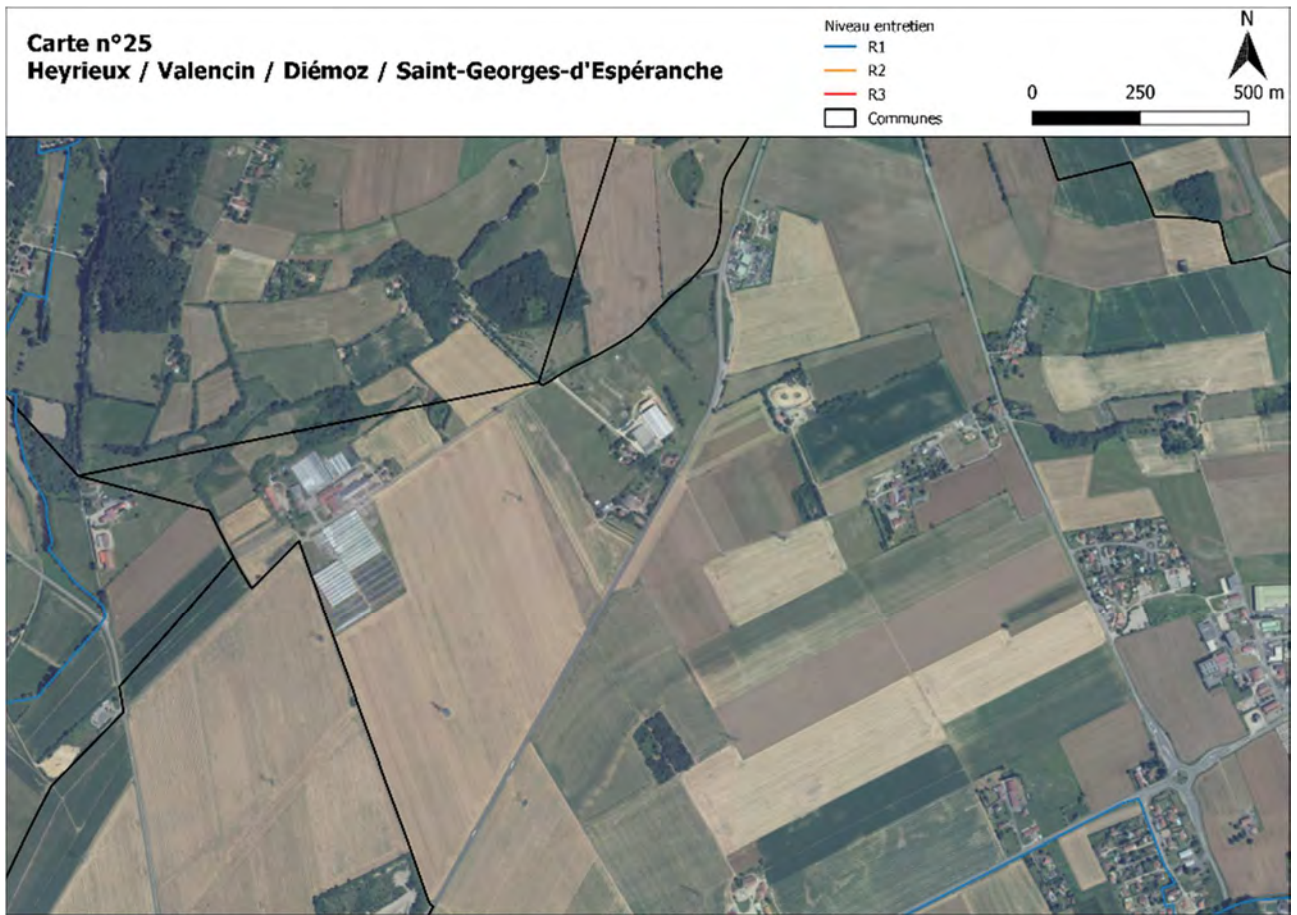 Carte n°25
Heyrieux / Valencin / Diémoz / Saint-Georges-d'Espéranche
Niveau entretien
R1
R2
R3
Communes
N
0 250 500 m